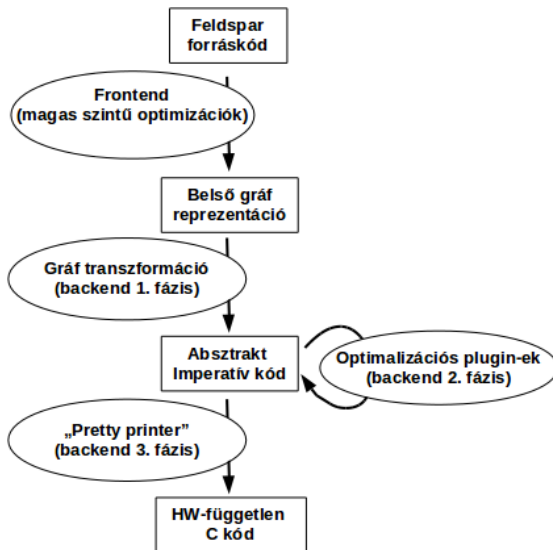 Feldspar
forráskód
Frontend
(magas szintű optimizációk)
Belső gráf
reprezentáció
Gráf transzformáció
(backend 1. fázis)
Absztrakt
Imperatív kód
Optimalizációs plugin-ek
(backend 2. fázis)
„Pretty printer”
(backend 3. fázis)
HW-független
C kód